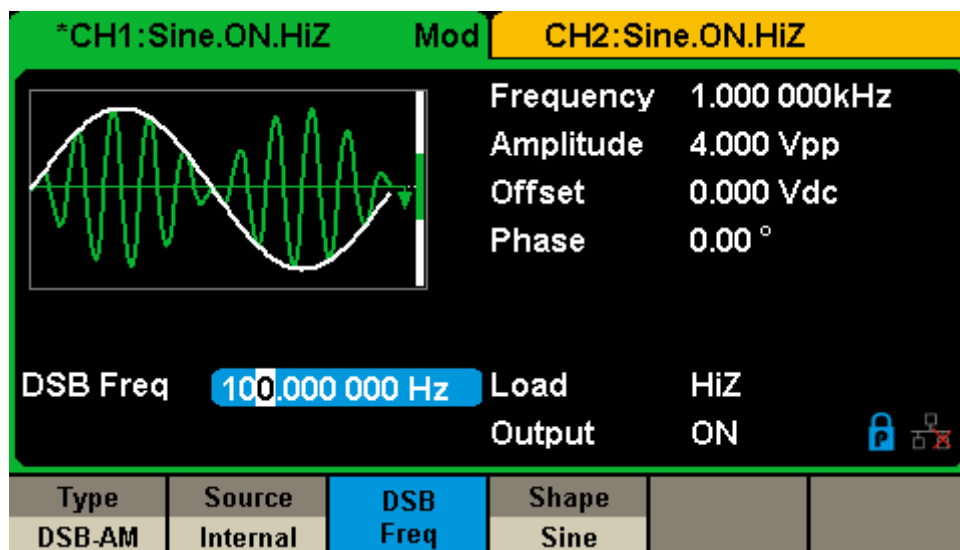 *CH1:Sine.ON.HiZ Mod CH2:Sine.ON.HiZ
Frequency 1.000 000kHz
Amplitude 4.000 Vpp
Offset 0.000 Vdc
Phase 0.00 °
DSB Freq 100.000 000 Hz Load HiZ
Output ON P
Type Source DSB Freq Shape
DSB-AM Internal Sine